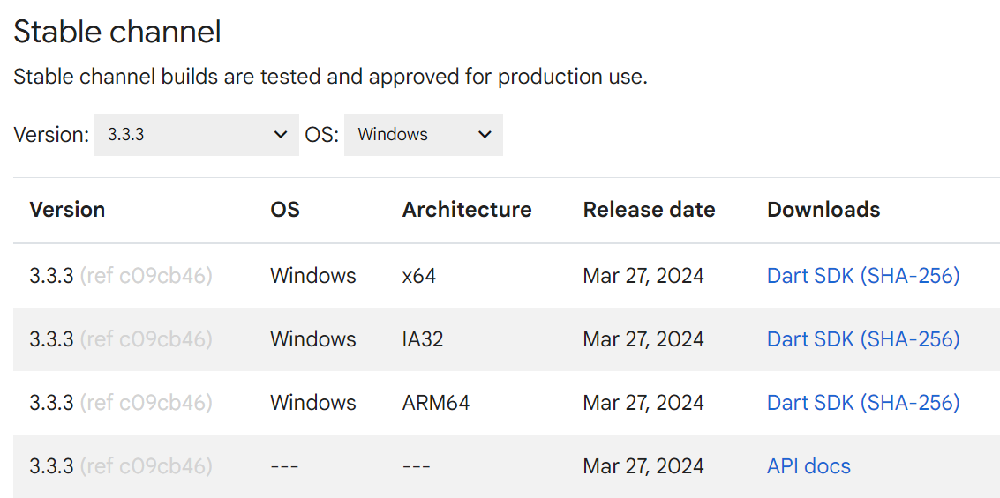 Stable channel
Stable channel builds are tested and approved for production use.
Version: 3.3.3 OS: Windows
Version OS Architecture Release date Downloads
3.3.3 (ref c09cb46) Windows x64 Mar 27, 2024 Dart SDK (SHA-256)
3.3.3 (ref c09cb46) Windows IA32 Mar 27, 2024 Dart SDK (SHA-256)
3.3.3 (ref c09cb46) Windows ARM64 Mar 27, 2024 Dart SDK (SHA-256)
3.3.3 (ref c09cb46) --- --- Mar 27, 2024 API docs